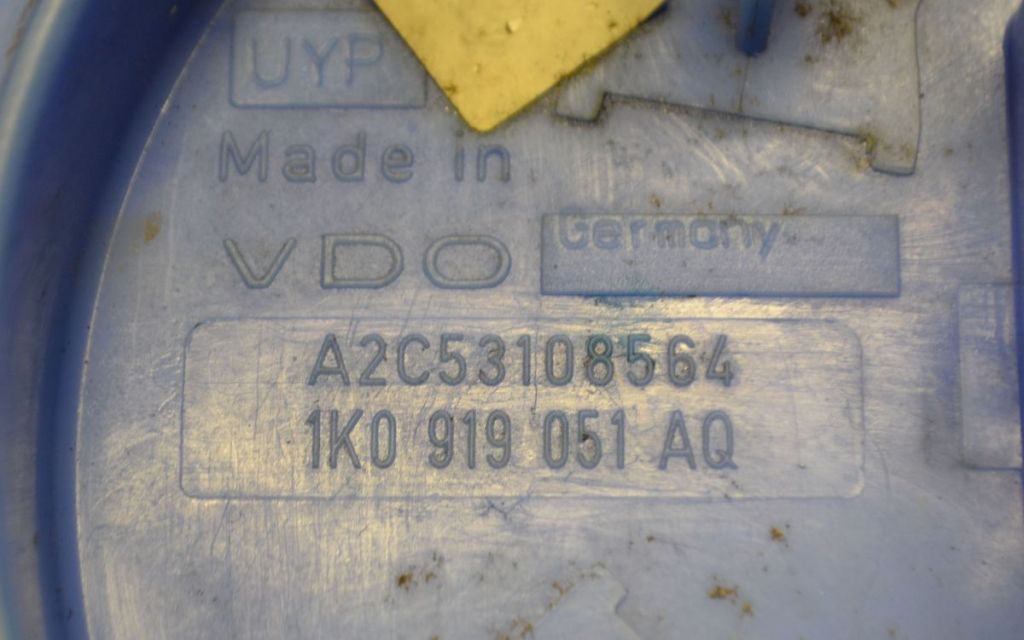 UYP
Made in
VDO Germany
A2C53108564
1K0 919 051 AQ